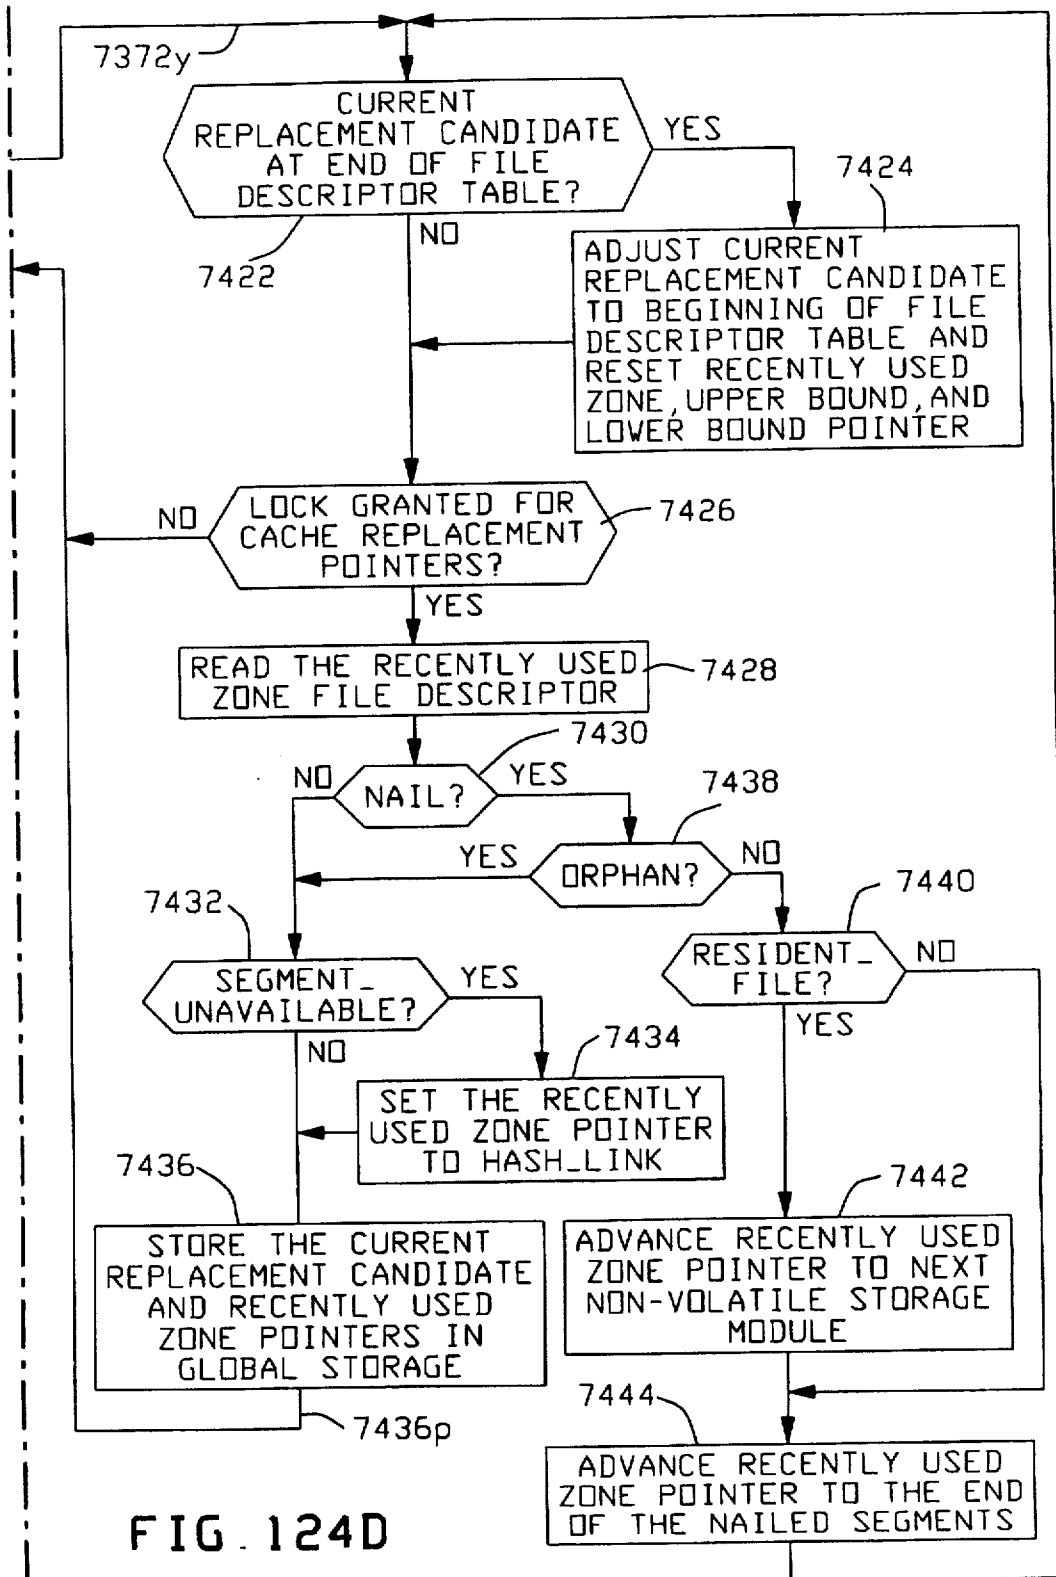 7372y
CURRENT
REPLACEMENT CANDIDATE
AT END OF FILE
DESCRIPTOR TABLE?
YES
NO
7422
7424
ADJUST CURRENT
REPLACEMENT CANDIDATE
TO BEGINNING OF FILE
DESCRIPTOR TABLE AND
RESET RECENTLY USED
ZONE, UPPER BOUND, AND
LOWER BOUND POINTER
NO
LOCK GRANTED FOR
CACHE REPLACEMENT
POINTERS?
7426
YES
READ THE RECENTLY USED
ZONE FILE DESCRIPTOR
7428
7430
NO
NAIL?
YES
7438
YES
ORPHAN?
NO
7432
7440
SEGMENT_
UNAVAILABLE?
YES
NO
RESIDENT_
FILE?
NO
YES
7434
SET THE RECENTLY
USED ZONE POINTER
TO HASH_LINK
7436
STORE THE CURRENT
REPLACEMENT CANDIDATE
AND RECENTLY USED
ZONE POINTERS IN
GLOBAL STORAGE
7436p
7442
ADVANCE RECENTLY USED
ZONE POINTER TO NEXT
NON-VOLATILE STORAGE
MODULE
7444
ADVANCE RECENTLY USED
ZONE POINTER TO THE END
OF THE NAILED SEGMENTS
FIG. 124D